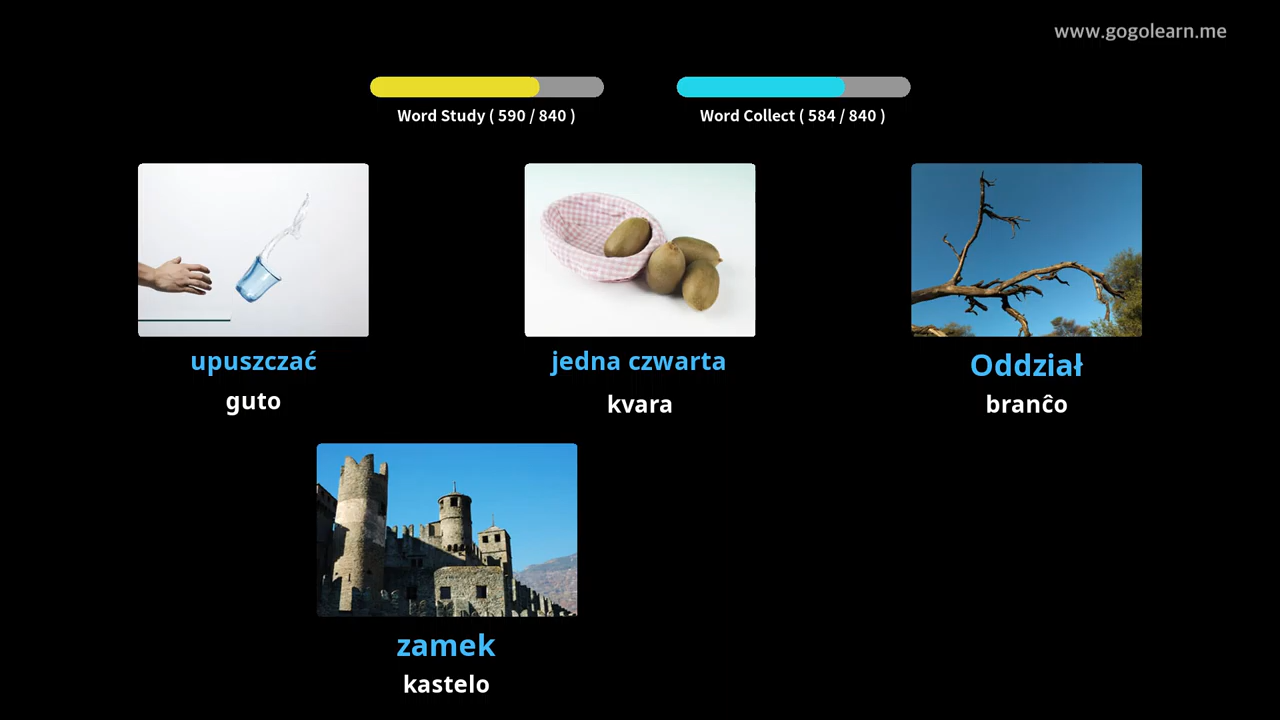 www.gogolearn.me
Word Study ( 590 / 840 )
Word Collect ( 584 / 840 )
upuszczać
guto
jedna czwarta
kvara
Oddział
branĉo
zamek
kastelo